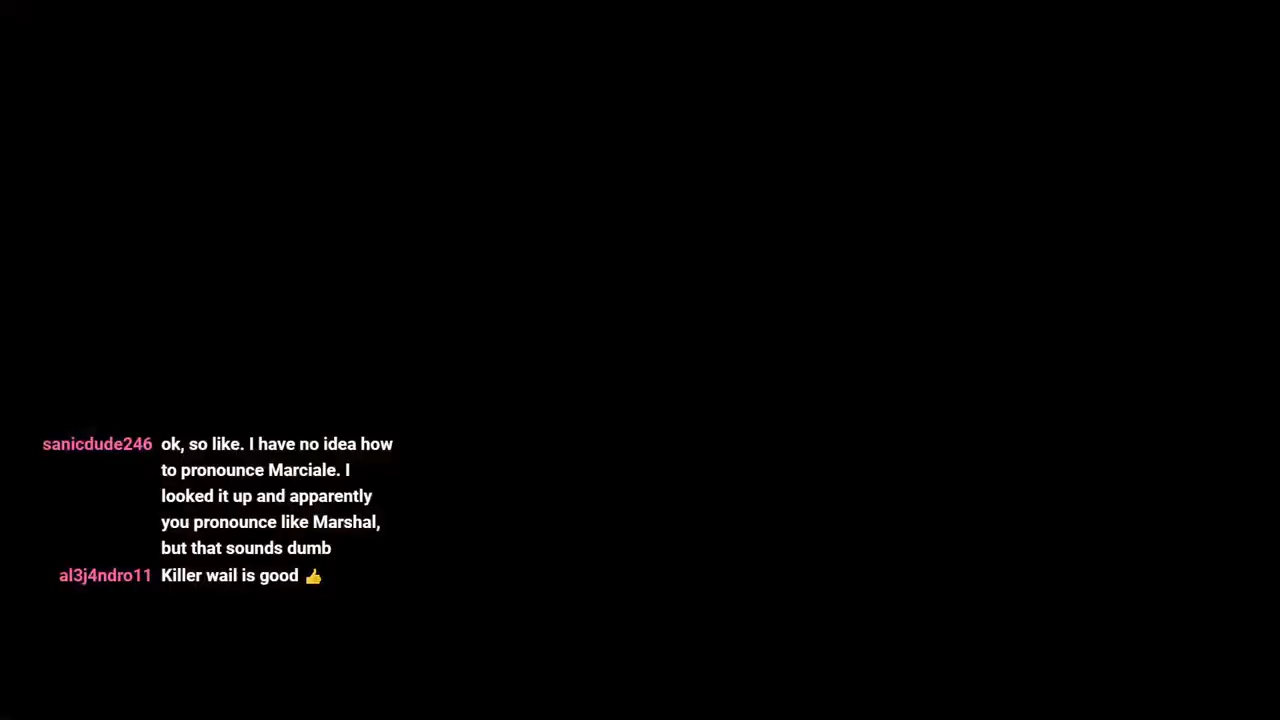 sanicdude246 ok, so like. I have no idea how
to pronounce Marciale. I
looked it up and apparently
you pronounce like Marshal,
but that sounds dumb
al3j4ndro11 Killer wail is good 👍